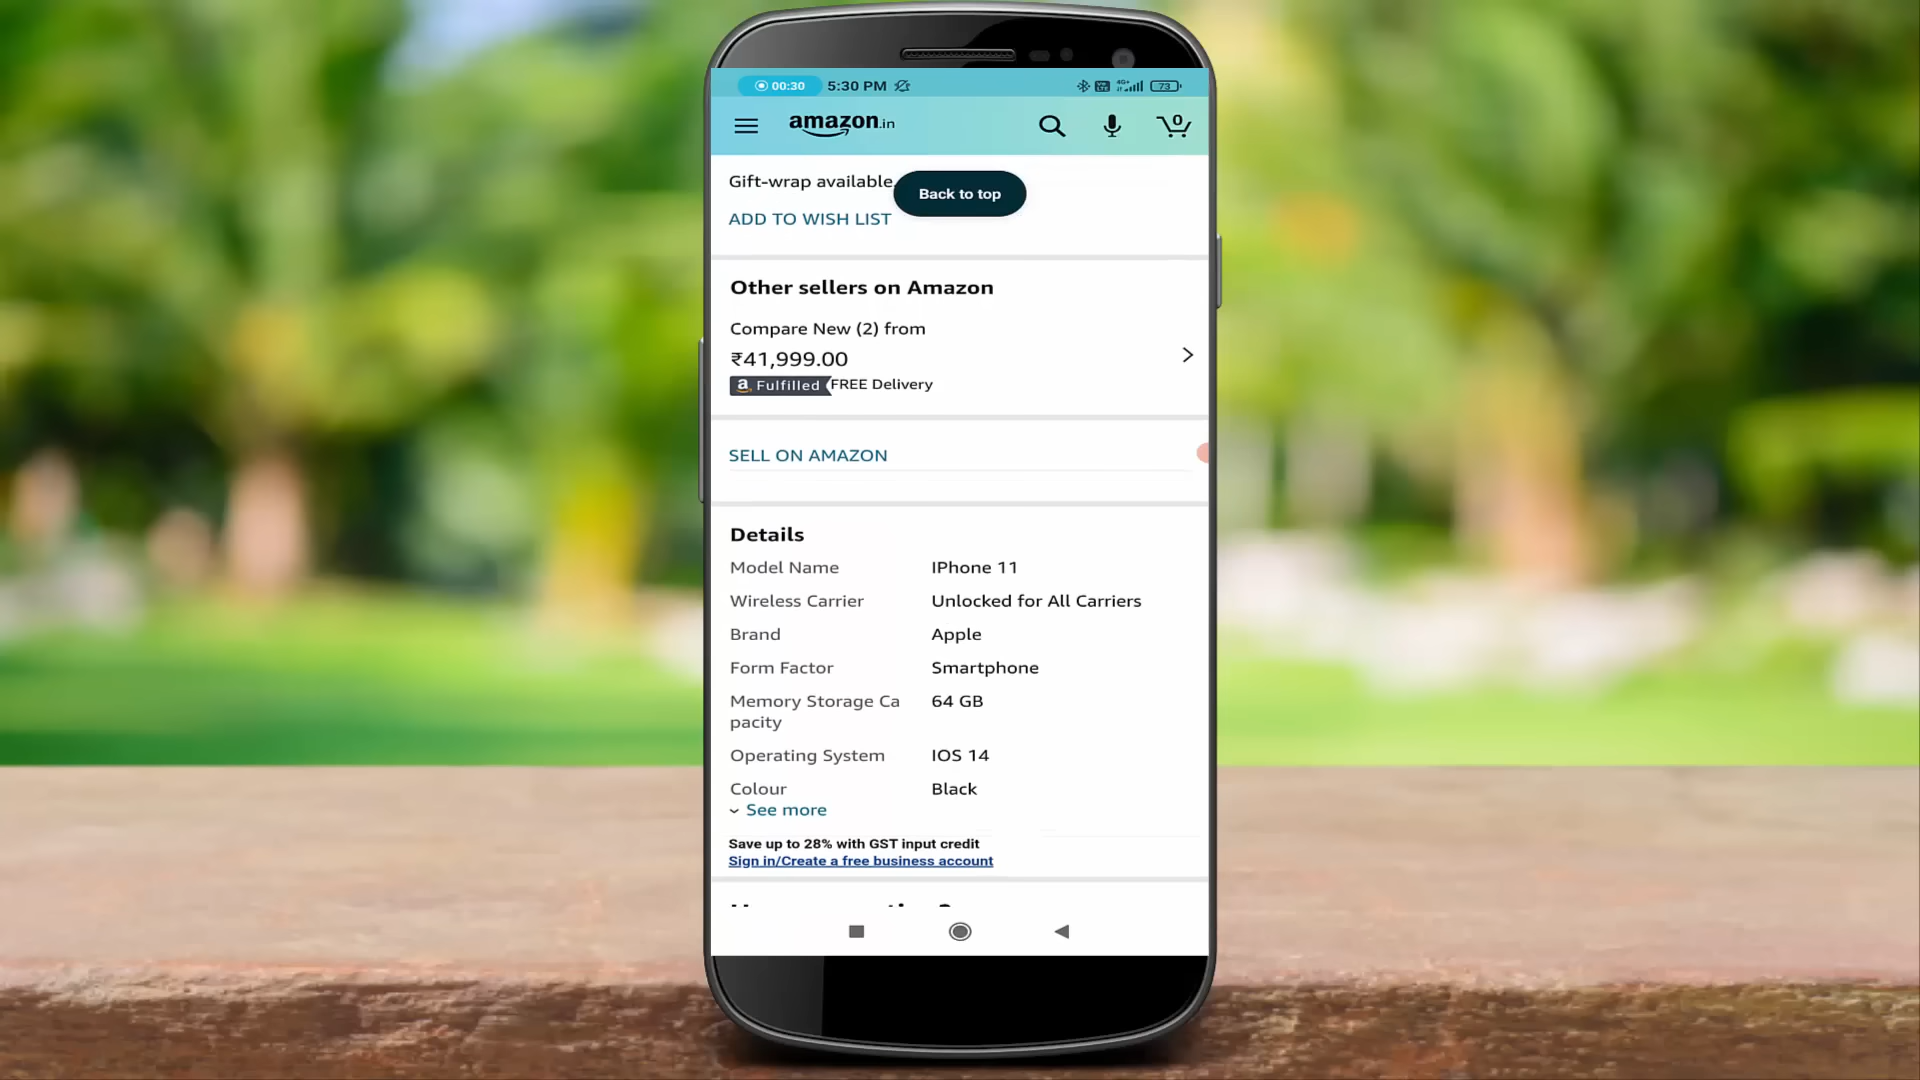 00:30 5:30 PM 4G+ 73
amazon.in 0
Gift-wrap available.
Back to top
ADD TO WISH LIST
Other sellers on Amazon
Compare New (2) from
₹41,999.00
a Fulfilled FREE Delivery
SELL ON AMAZON
Details
Model Name IPhone 11
Wireless Carrier Unlocked for All Carriers
Brand Apple
Form Factor Smartphone
Memory Storage Ca 64 GB
pacity
Operating System IOS 14
Colour Black
See more
Save up to 28% with GST input credit
Sign in/Create a free business account